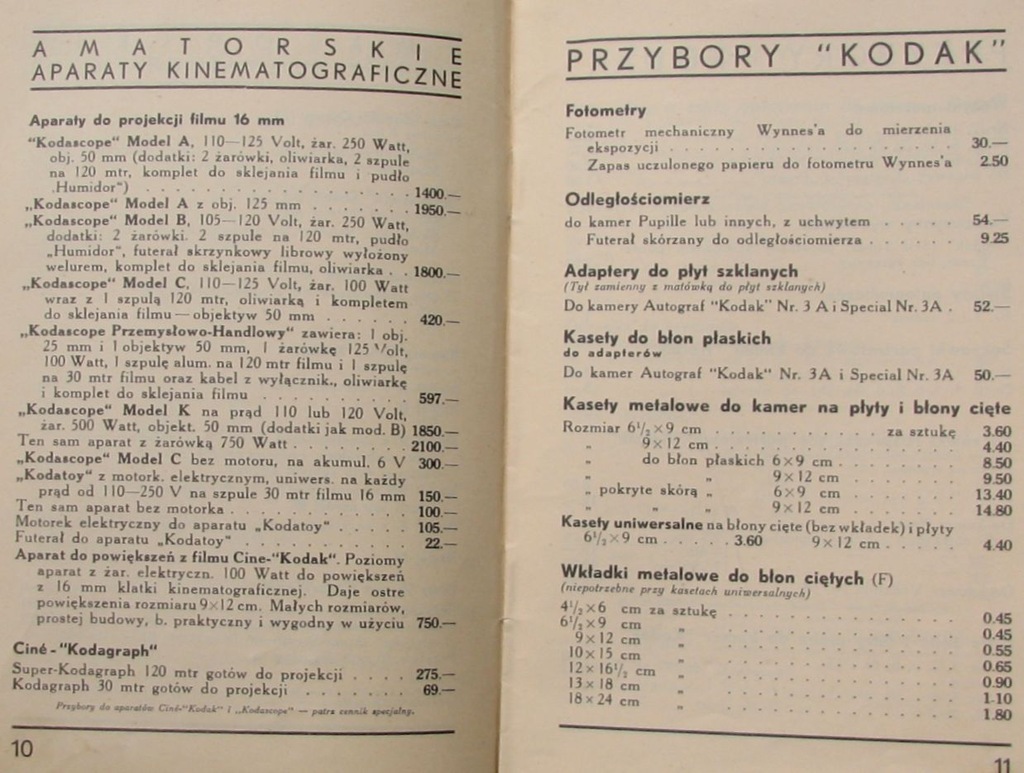 A M A T O R S K I E
APARATY KINEMATOGRAFICZNE
Aparaty do projekcji filmu 16 mm
"Kodascope" Model A, 110—125 Volt, żar. 250 Watt,
obj. 50 mm (dodatki: 2 żarówki, oliwiarka, 2 szpule
na 120 mtr, komplet do sklejania filmu i pudło
„Humidor") . . . . . . . . . . . . . . . . 1400.—
„Kodascope" Model A z obj. 125 mm . . . . . . . 1950.—
„Kodascope" Model B, 105—120 Volt, żar. 250 Watt,
dodatki: 2 żarówki, 2 szpule na 120 mtr, pudło
„Humidor", futerał skrzynkowy librowy wyłożony
welurem, komplet do sklejania filmu, oliwiarka . . 1800.—
„Kodascope" Model C, 110—125 Volt, żar. 100 Watt
wraz z 1 szpulą 120 mtr, oliwiarką i kompletem
do sklejania filmu — objektyw 50 mm . . . . . . 420.—
„Kodascope Przemysłowo-Handlowy" zawiera: 1 obj.
25 mm i 1 objektyw 50 mm, 1 żarówkę 125 Volt,
100 Watt, 1 szpulę alum. na 120 mtr filmu i 1 szpulę
na 30 mtr filmu oraz kabel z wyłącznik., oliwiarkę
i komplet do sklejania filmu . . . . . . . . . . 597.—
„Kodascope" Model K na prąd 110 lub 120 Volt,
żar. 500 Watt, objekt. 50 mm (dodatki jak mod. B) 1850.—
Ten sam aparat z żarówką 750 Watt . . . . . . . 2100.—
„Kodascope" Model C bez motoru, na akumul. 6 V 300.—
„Kodatoy" z motork. elektrycznym, uniwers. na każdy
prąd od 110—250 V na szpule 30 mtr filmu 16 mm 150.—
Ten sam aparat bez motorka . . . . . . . . . . . 100.—
Motorek elektryczny do aparatu „Kodatoy" . . . . . 105.—
Futerał do aparatu „Kodatoy" . . . . . . . . . . 22.—
Aparat do powiększeń z filmu Cine-"Kodak". Poziomy
aparat z żar. elektryczn. 100 Watt do powiększeń
z 16 mm klatki kinematograficznej. Daje ostre
powiększenia rozmiaru 9×12 cm. Małych rozmiarów,
prostej budowy, b. praktyczny i wygodny w użyciu 750.—
Ciné - "Kodagraph"
Super-Kodagraph 120 mtr gotów do projekcji . . . . 275.—
Kodagraph 30 mtr gotów do projekcji . . . . . . . 69.—
Przybory do aparatów Ciné-"Kodak" i „Kodascope" — patrz cennik specjalny.
10
PRZYBORY "KODAK"
Fotometry
Fotometr mechaniczny Wynnes'a do mierzenia
ekspozycji . . . . . . . . . . . . . . . . 30.—
Zapas uczulonego papieru do fotometru Wynnes'a 2.50
Odległościomierz
do kamer Pupille lub innych, z uchwytem . . . . . 54.—
Futerał skórzany do odległościomierza . . . . . . 9.25
Adaptery do płyt szklanych
(Tył zamienny z matówką do płyt szklanych)
Do kamery Autograf "Kodak" Nr. 3 A i Special Nr. 3A . 52.—
Kasety do błon płaskich
do adapterów
Do kamer Autograf "Kodak" Nr. 3A i Special Nr. 3A 50.—
Kasety metalowe do kamer na płyty i błony cięte
Rozmiar 6½×9 cm . . . . . . . . . . . . za sztukę 3.60
„ 9×12 cm . . . . . . . . . . . . . . . . 4.40
„ do błon płaskich 6×9 cm . . . . . . . . . 8.50
„ „ 9×12 cm . . . . . . . 9.50
„ pokryte skórą „ 6×9 cm . . . . . . . 13.40
„ „ „ 9×12 cm . . . . . . . 14.80
Kasety uniwersalne na błony cięte (bez wkładek) i płyty
6½×9 cm . . . . . 3.60 9×12 cm . . . . . 4.40
Wkładki metalowe do błon ciętych (F)
(niepotrzebne przy kasetach uniwersalnych)
4½×6 cm za sztukę . . . . . . . . . . . . . . . 0.45
6½×9 cm „ . . . . . . . . . . . . . . . 0.45
9×12 cm „ . . . . . . . . . . . . . . . 0.55
10×15 cm „ . . . . . . . . . . . . . . . 0.65
12×16½ cm „ . . . . . . . . . . . . . . . 0.90
13×18 cm „ . . . . . . . . . . . . . . . 1.10
18×24 cm „ . . . . . . . . . . . . . . . 1.80
11